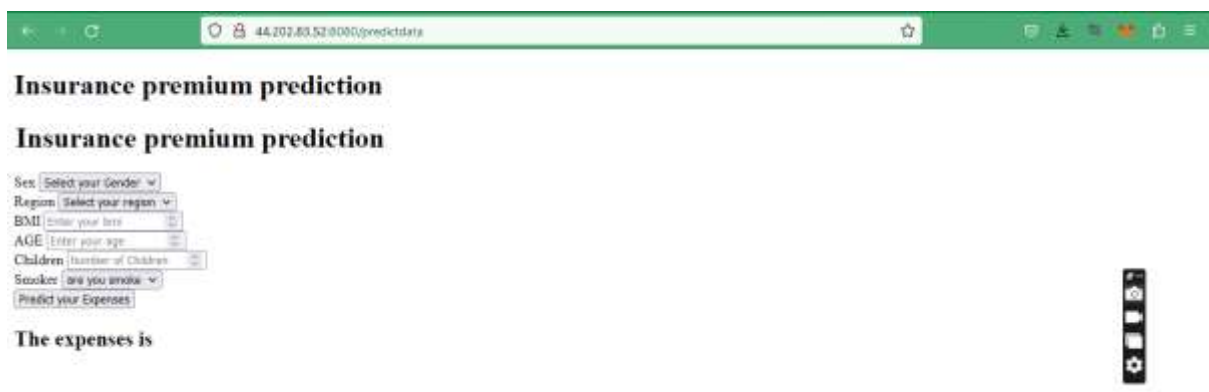 44.202.83.52:8080/predictdata
Insurance premium prediction
Insurance premium prediction
Sex Select your Gender
Region Select your region
BMI Enter your bmi
AGE Enter your age
Children Number of Children
Smoker are you smoke
Predict your Expenses
The expenses is